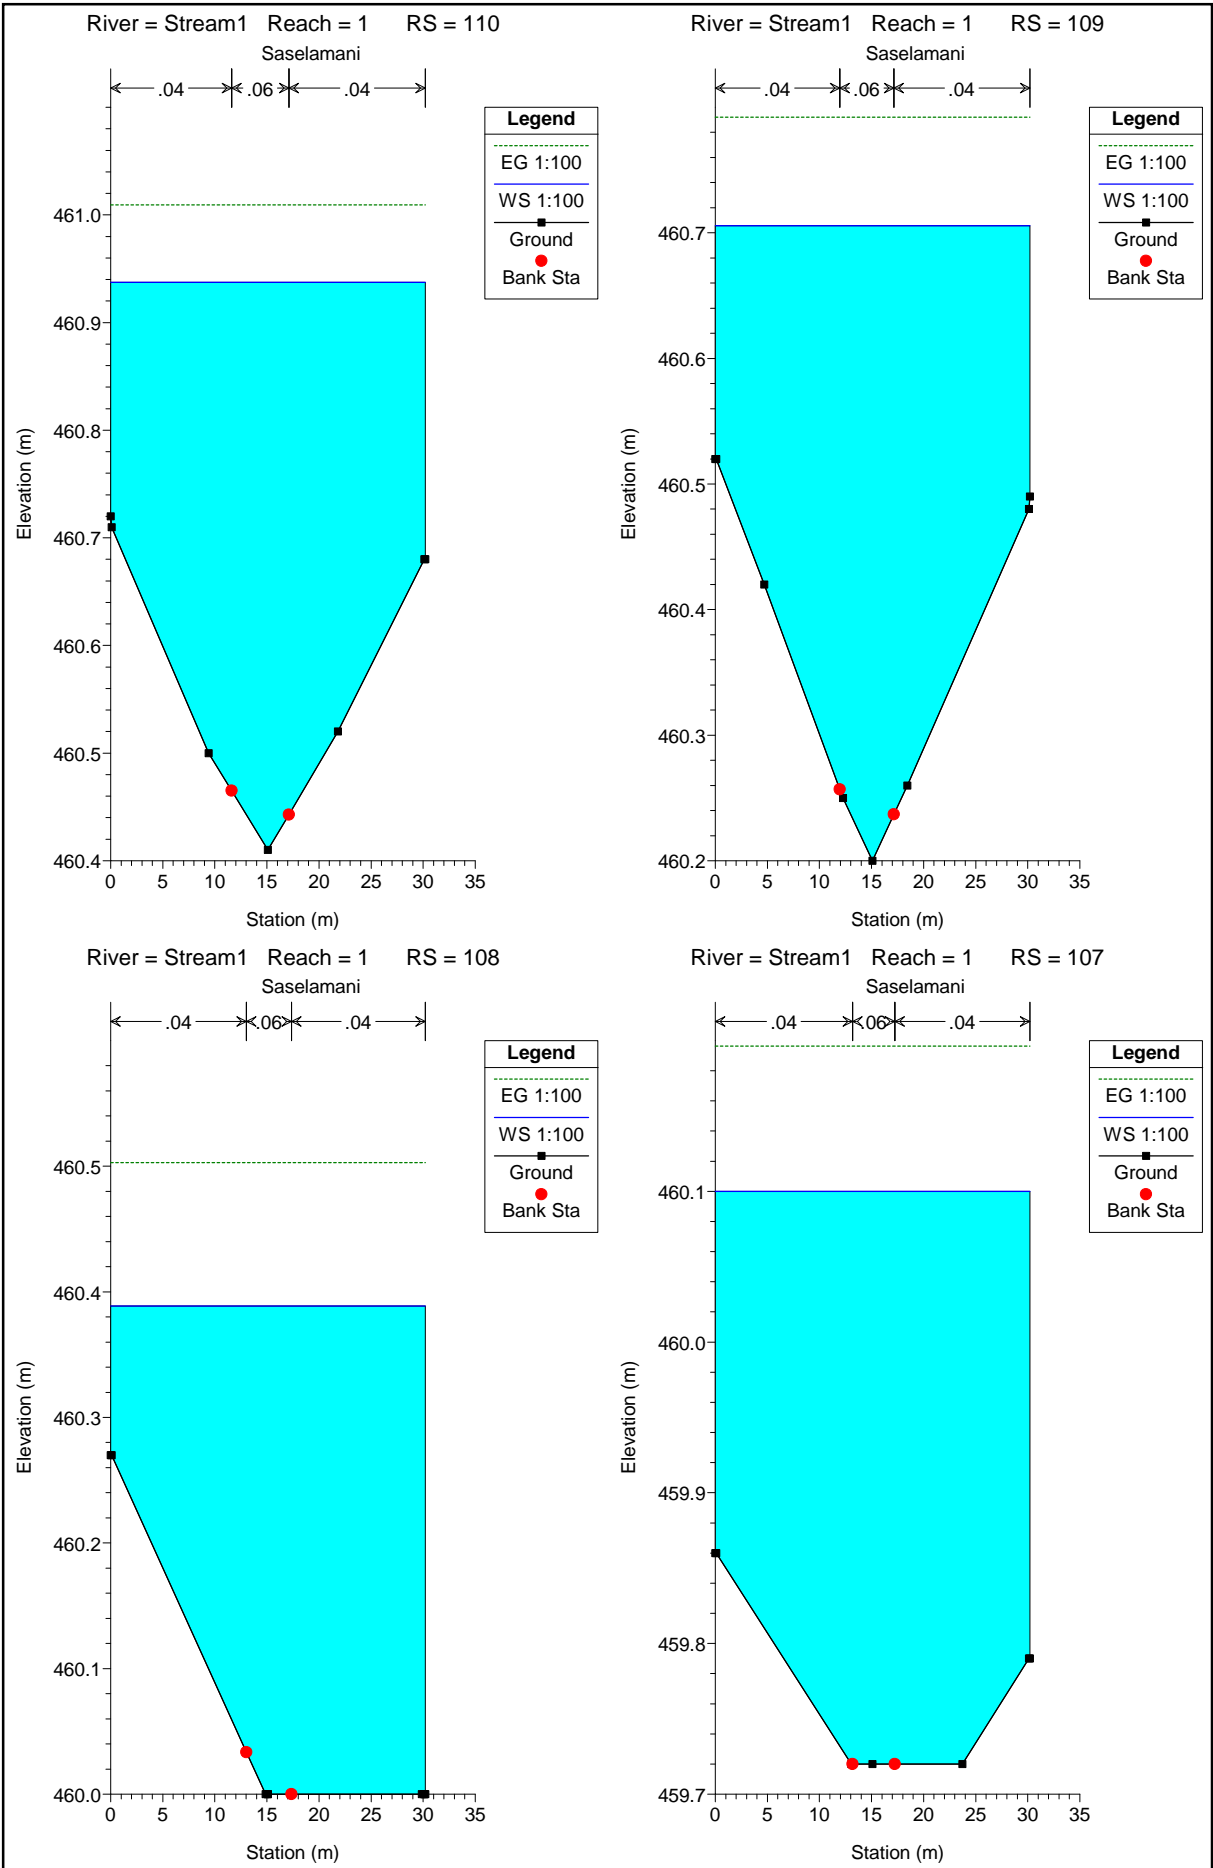 River = Stream1 Reach = 1 RS = 110
Saselamani
.04 .06 .04
Legend
EG 1:100
WS 1:100
Ground
Bank Sta
461.0
460.9
460.8
460.7
460.6
460.5
460.4
Elevation (m)
0 5 10 15 20 25 30 35
Station (m)
River = Stream1 Reach = 1 RS = 109
Saselamani
.04 .06 .04
Legend
EG 1:100
WS 1:100
Ground
Bank Sta
460.7
460.6
460.5
460.4
460.3
460.2
Elevation (m)
0 5 10 15 20 25 30 35
Station (m)
River = Stream1 Reach = 1 RS = 108
Saselamani
.04 .06 .04
Legend
EG 1:100
WS 1:100
Ground
Bank Sta
460.5
460.4
460.3
460.2
460.1
460.0
Elevation (m)
0 5 10 15 20 25 30 35
Station (m)
River = Stream1 Reach = 1 RS = 107
Saselamani
.04 .06 .04
Legend
EG 1:100
WS 1:100
Ground
Bank Sta
460.1
460.0
459.9
459.8
459.7
Elevation (m)
0 5 10 15 20 25 30 35
Station (m)